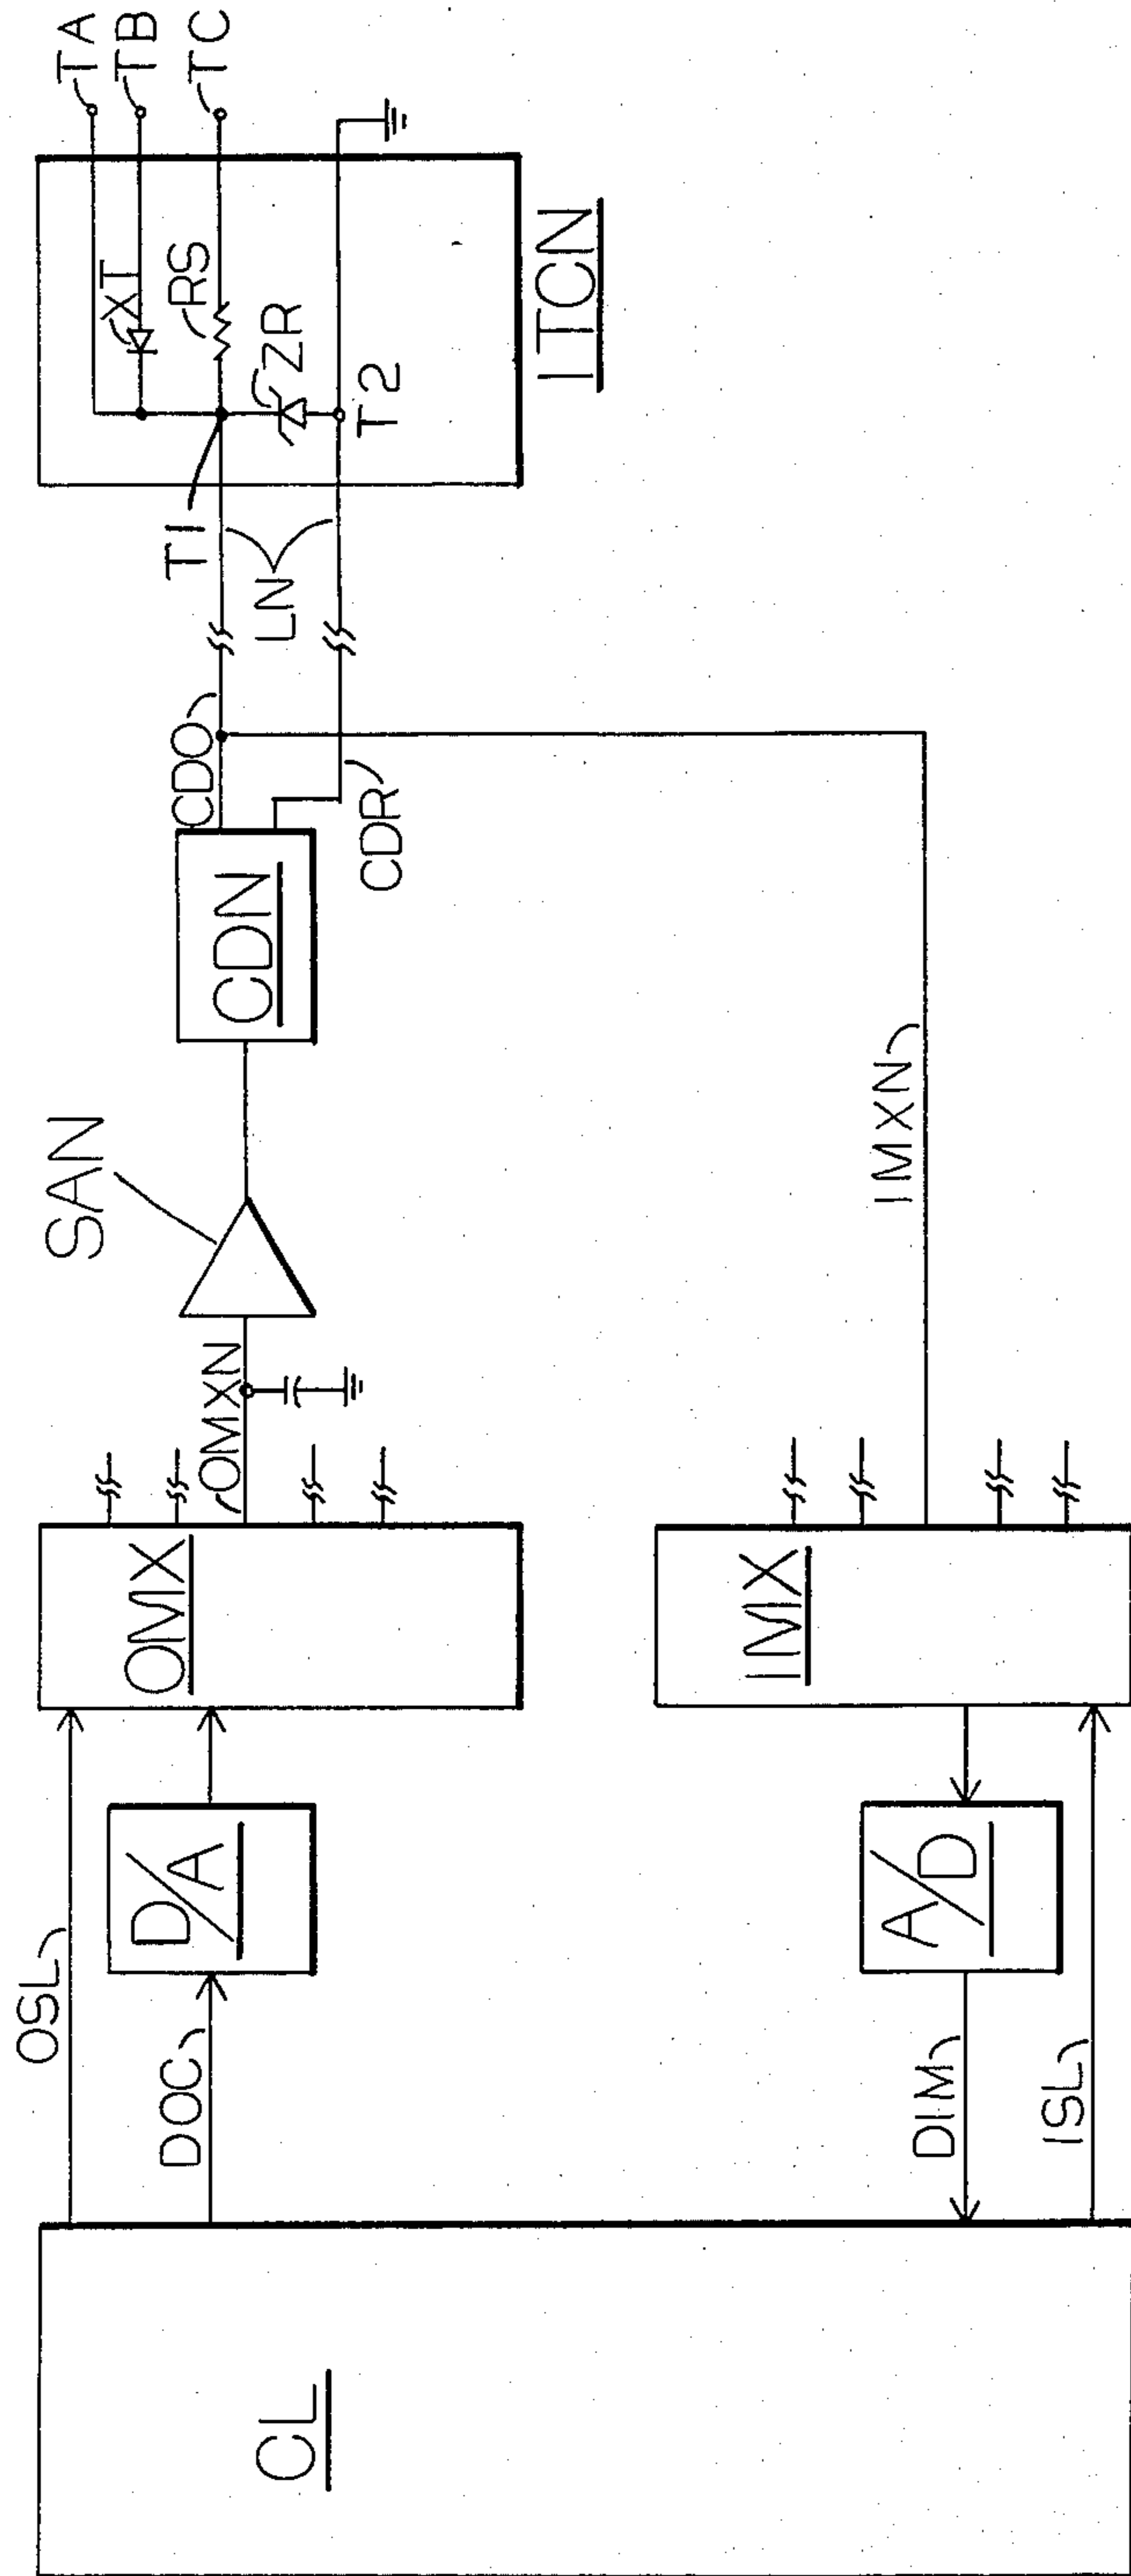 CL
OSL
DOC
DIM
ISL
D/A
A/D
OMX
IMX
OMXN
SAN
IMXN
CDN
CDO
CDR
LN
T1
T2
XT
RS
ZR
TA
TB
TC
ITCN